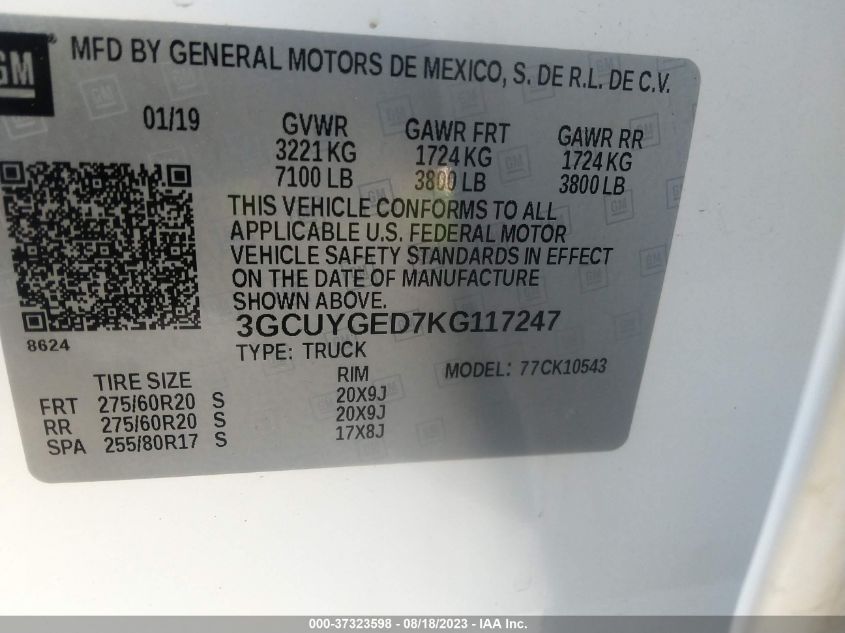 GM ® MFD BY GENERAL MOTORS DE MEXICO, S. DE R.L. DE C.V.
01/19 GVWR GAWR FRT GAWR RR
3221 KG 1724 KG 1724 KG
7100 LB 3800 LB 3800 LB
THIS VEHICLE CONFORMS TO ALL
APPLICABLE U.S. FEDERAL MOTOR
VEHICLE SAFETY STANDARDS IN EFFECT
ON THE DATE OF MANUFACTURE
SHOWN ABOVE.
3GCUYGED7KG117247
8624
TYPE: TRUCK
MODEL: 77CK10543
TIRE SIZE RIM
FRT 275/60R20 S 20X9J
RR 275/60R20 S 20X9J
SPA 255/80R17 S 17X8J
000-37323598 - 08/18/2023 - IAA Inc.